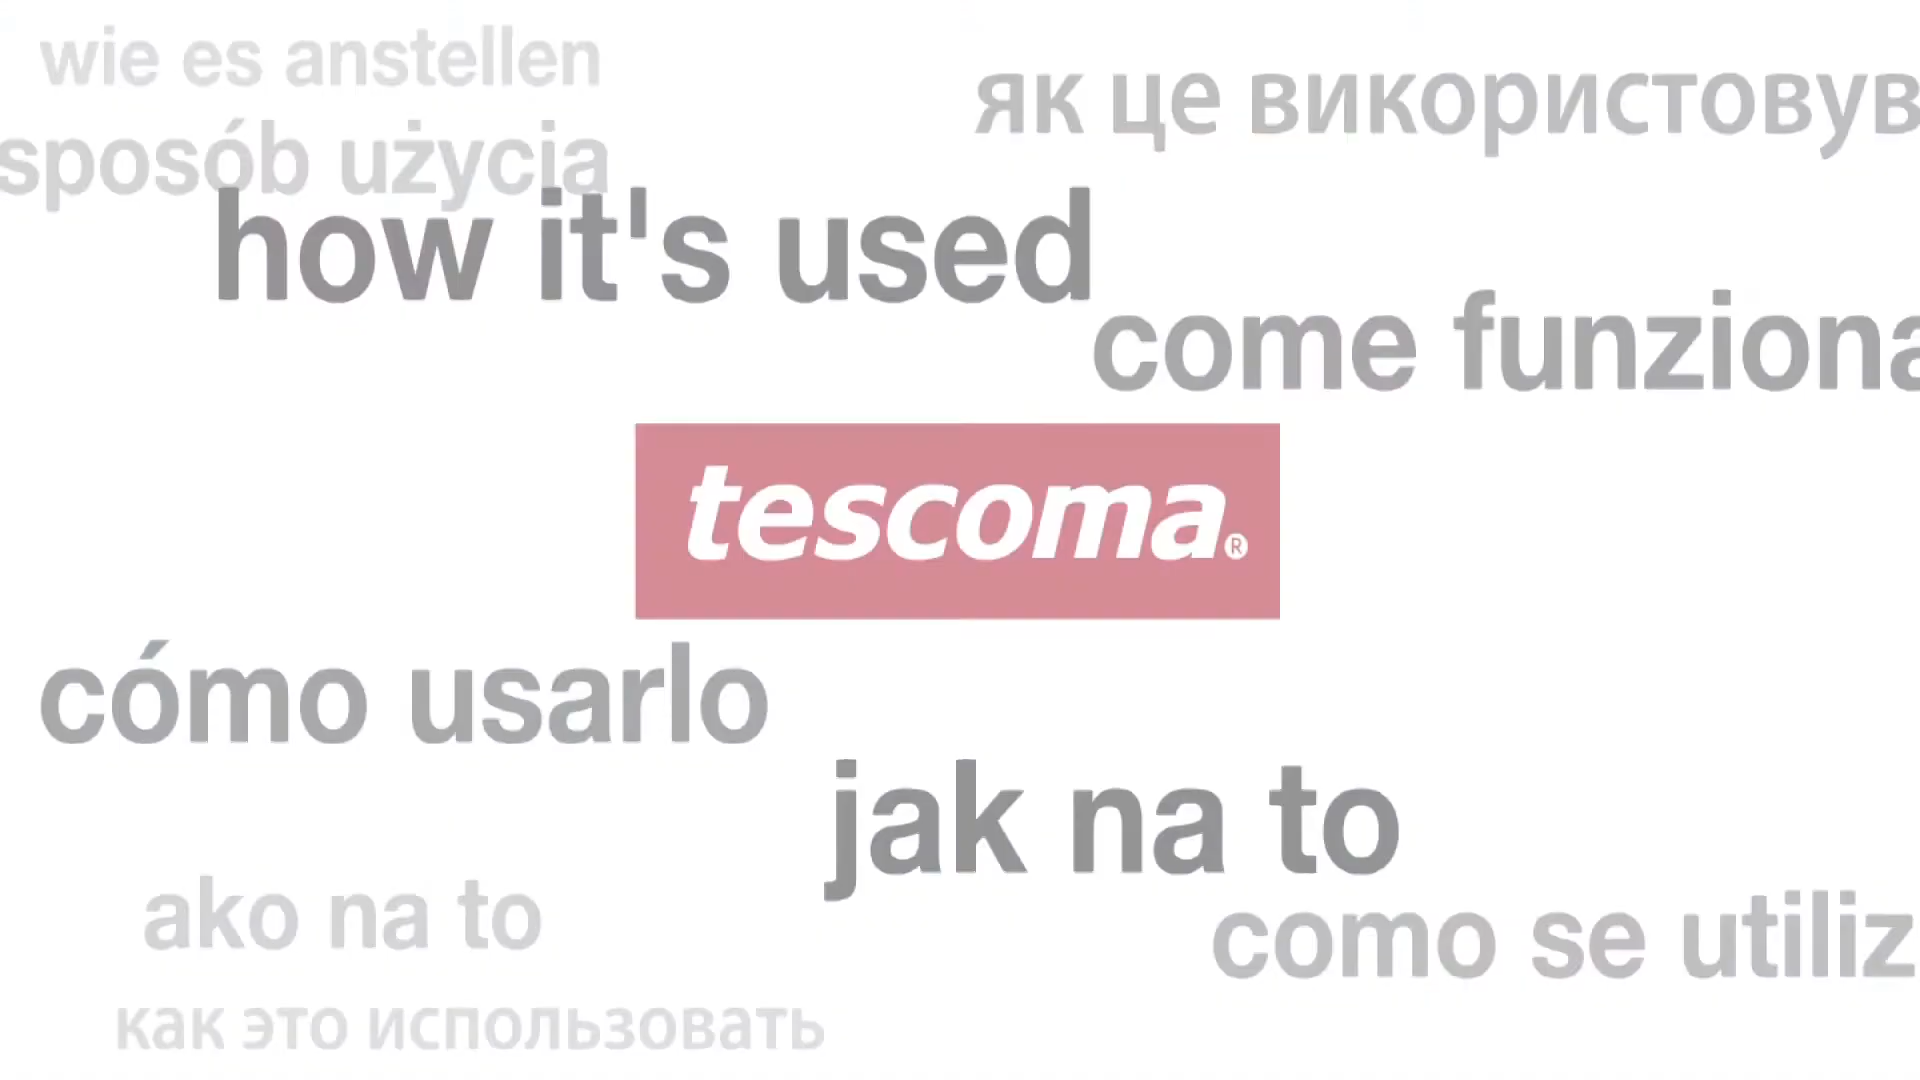 wie es anstellen
як це використовув
sposób użycia
how it's used
come funziona
tescoma®
cómo usarlo
jak na to
ako na to
como se utiliz
как это использовать